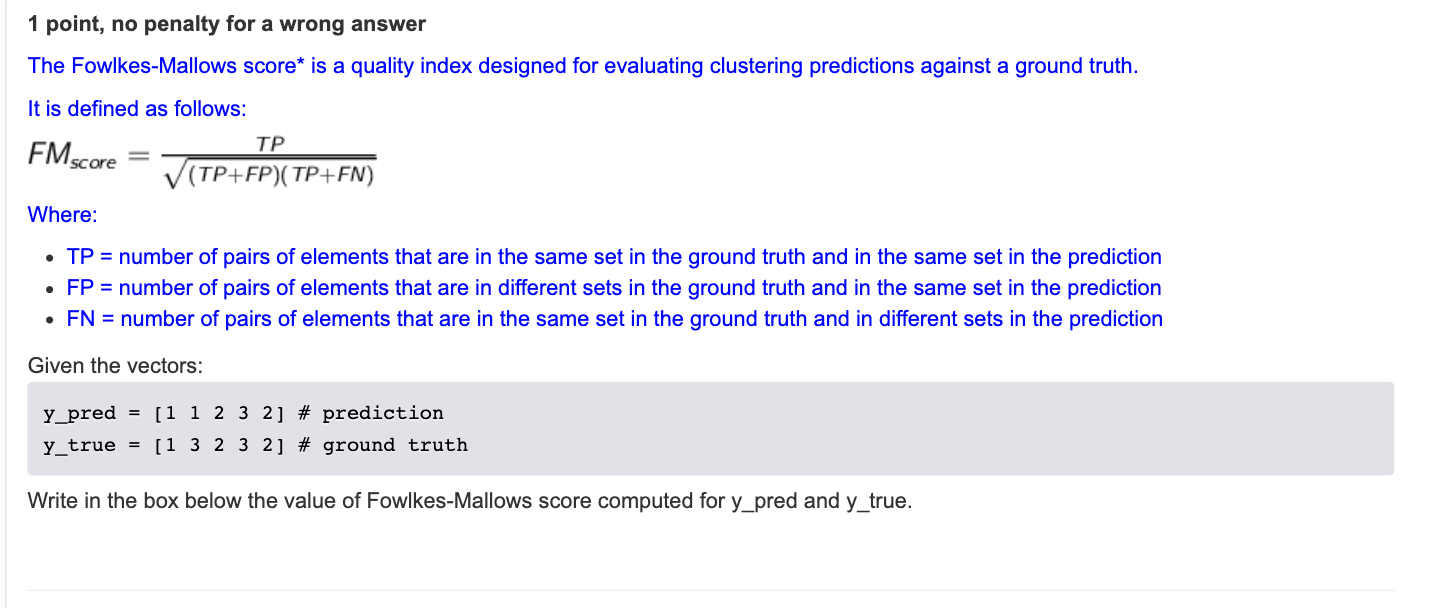 1 point, no penalty for a wrong answer
The Fowlkes-Mallows score* is a quality index designed for evaluating clustering predictions against a ground truth.
It is defined as follows:
FM_score = TP / √((TP+FP)(TP+FN))
Where:
• TP = number of pairs of elements that are in the same set in the ground truth and in the same set in the prediction
• FP = number of pairs of elements that are in different sets in the ground truth and in the same set in the prediction
• FN = number of pairs of elements that are in the same set in the ground truth and in different sets in the prediction
Given the vectors:
y_pred = [1 1 2 3 2] # prediction
y_true = [1 3 2 3 2] # ground truth
Write in the box below the value of Fowlkes-Mallows score computed for y_pred and y_true.